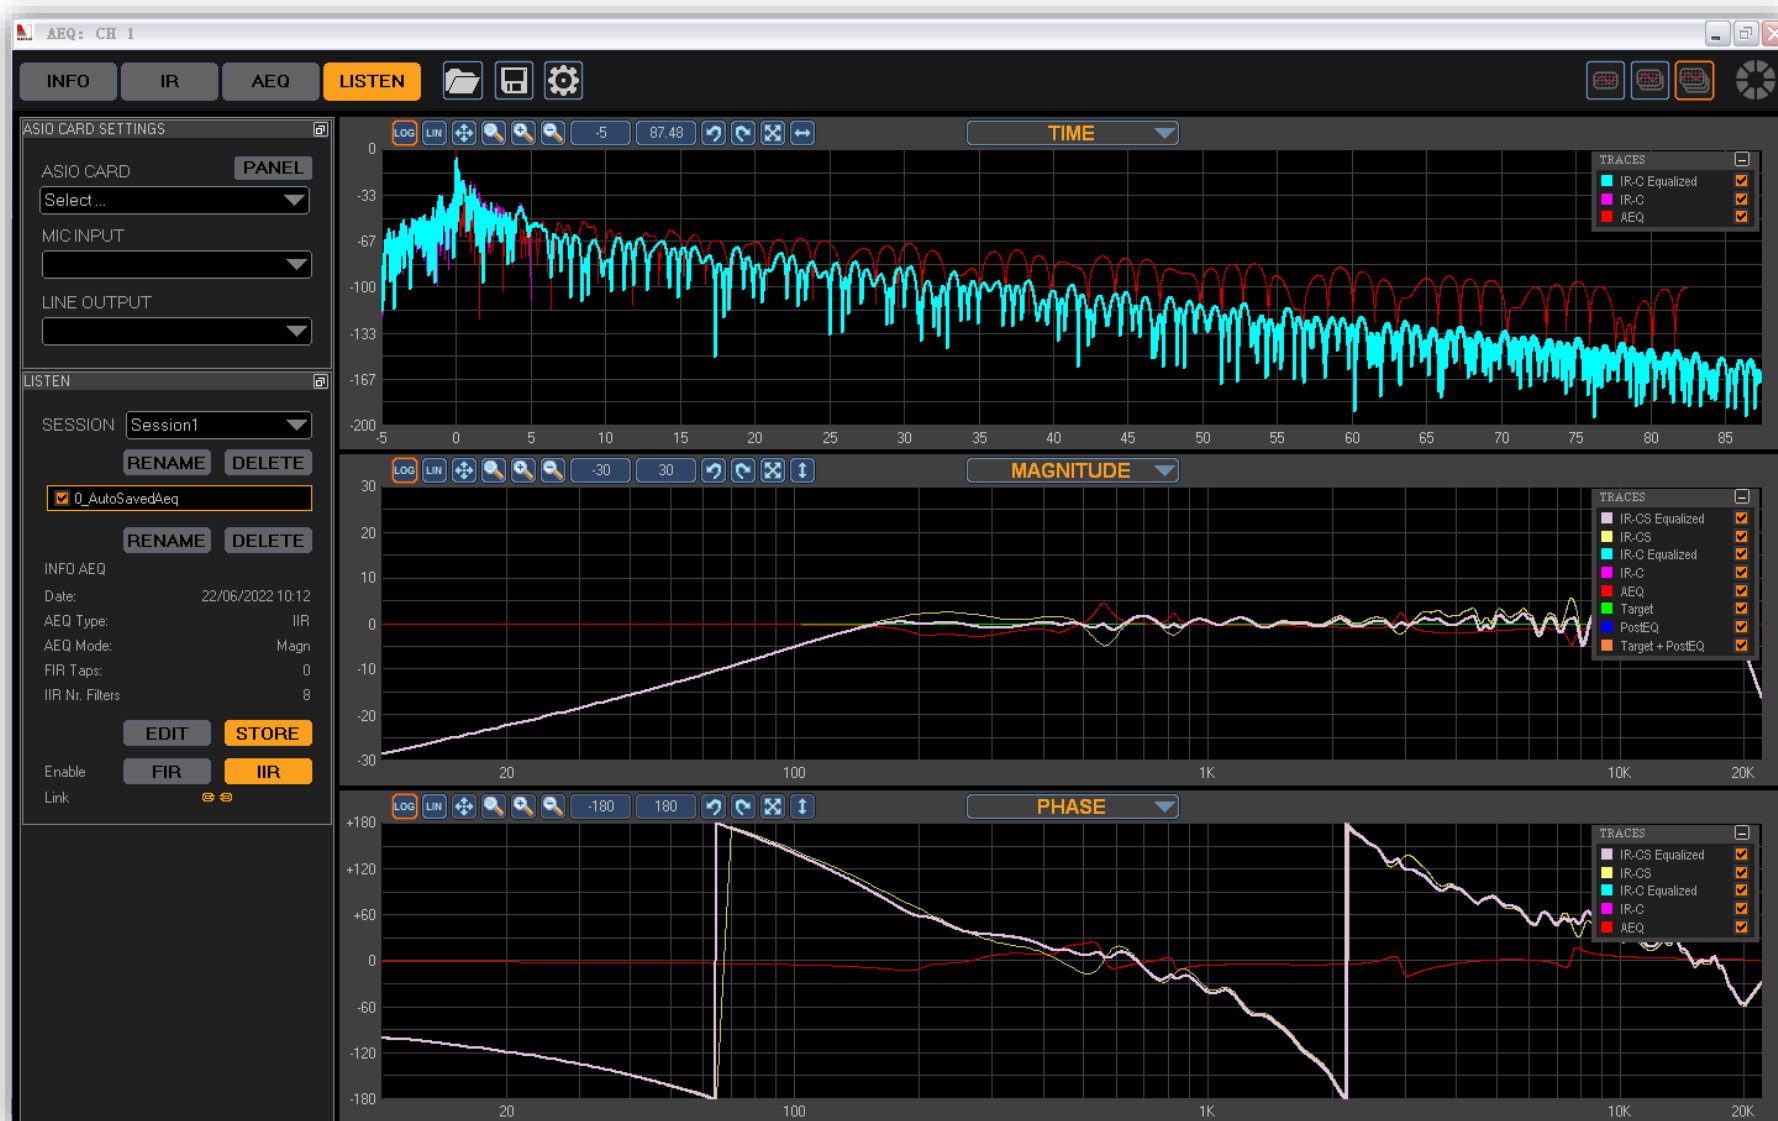 AEQ: CH 1
INFO IR AEQ LISTEN
ASIO CARD SETTINGS
ASIO CARD PANEL
Select ...
MIC INPUT
LINE OUTPUT
LISTEN
SESSION Session1
RENAME DELETE
0_AutoSavedAeq
RENAME DELETE
INFO AEQ
Date: 22/06/2022 10:12
AEQ Type: IIR
AEQ Mode: Magn
FIR Taps: 0
IIR Nr. Filters 8
EDIT STORE
Enable FIR IIR
Link
LOG LIN -5 87.48 TIME
0
-33
-67
-100
-133
-167
-200
-5 0 5 10 15 20 25 30 35 40 45 50 55 60 65 70 75 80 85
TRACES
IR-C Equalized
IR-C
AEQ
LOG LIN -30 30 MAGNITUDE
30
20
10
0
-10
-20
-30
20 100 1K 10K 20K
TRACES
IR-CS Equalized
IR-CS
IR-C Equalized
IR-C
AEQ
Target
PostEQ
Target + PostEQ
LOG LIN -180 180 PHASE
+180
+120
+60
0
-60
-120
-180
20 100 1K 10K 20K
TRACES
IR-CS Equalized
IR-CS
IR-C Equalized
IR-C
AEQ